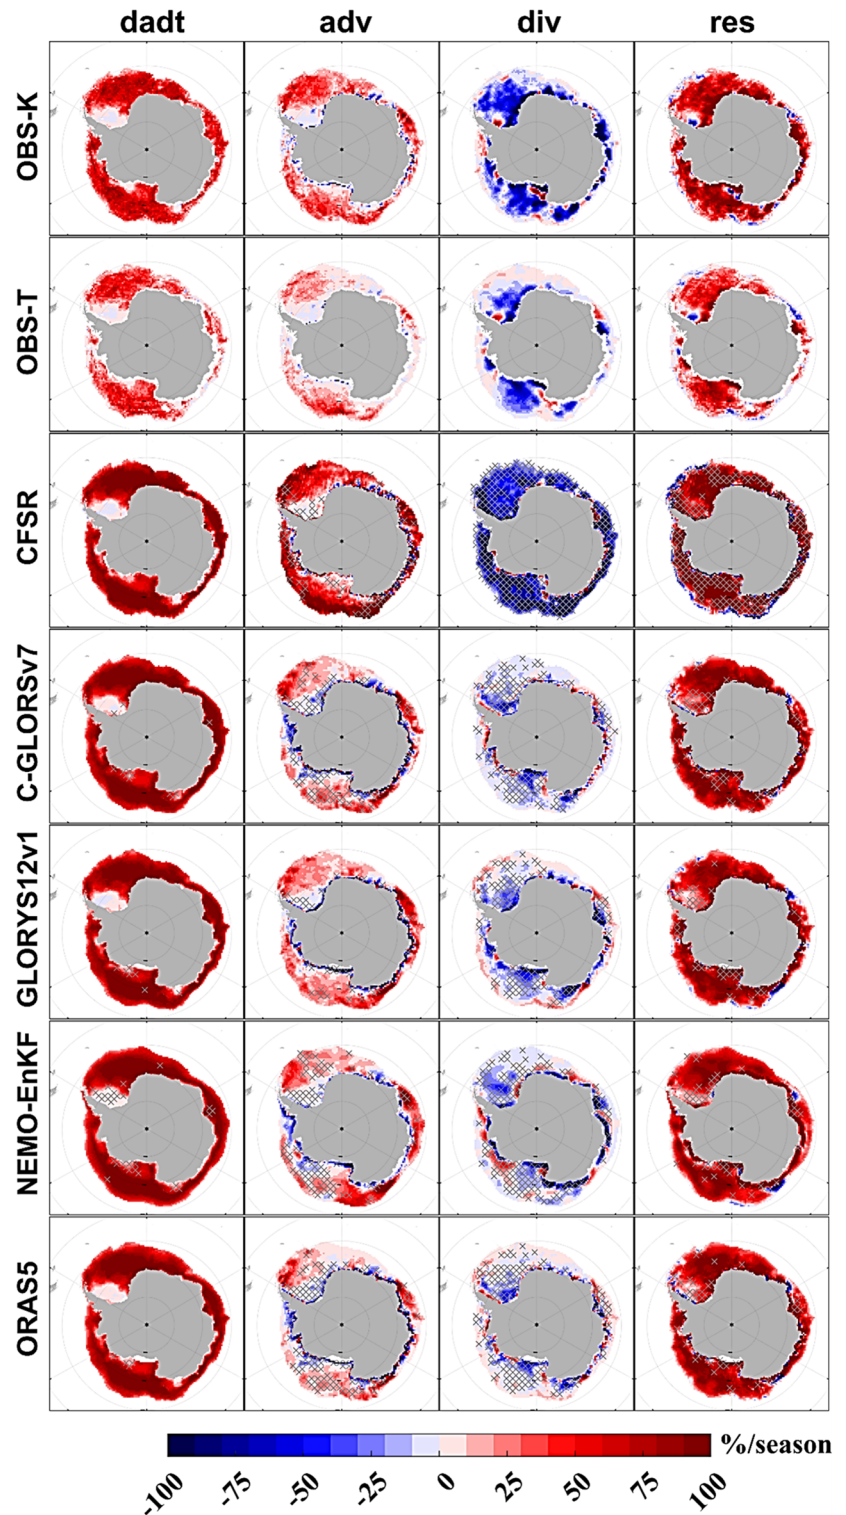 dadt adv div res
OBS-K
OBS-T
CFSR
C-GLORSv7
GLORYS12v1
NEMO-EnKF
ORAS5
%/season
-100 -75 -50 -25 0 25 50 75 100